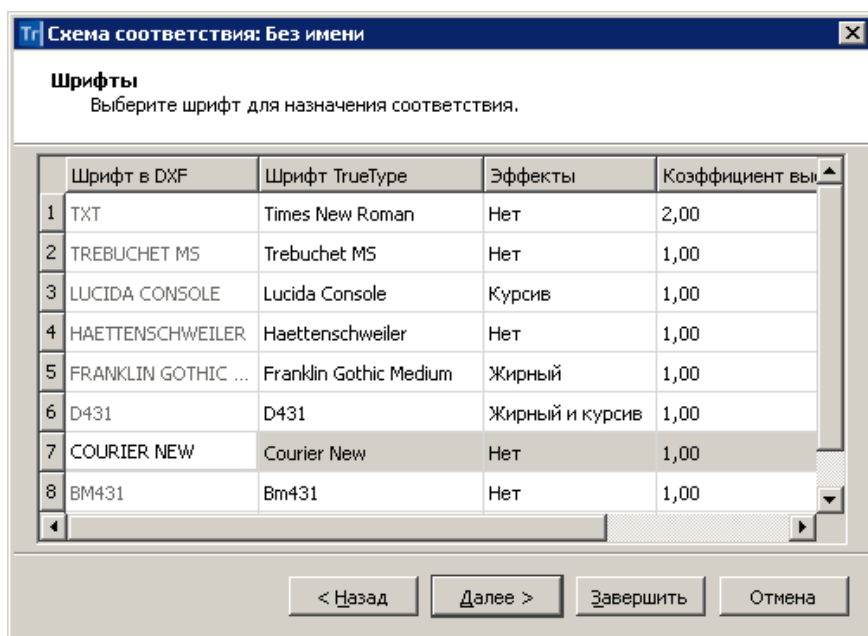 Tr Схема соответствия: Без имени
Шрифты
Выберите шрифт для назначения соответствия.
Шрифт в DXF Шрифт TrueType Эффекты Коэффициент
1 TXT Times New Roman Нет 2,00
2 TREBUCHET MS Trebuchet MS Нет 1,00
3 LUCIDA CONSOLE Lucida Console Курсив 1,00
4 HAETTENSCHWEILER Haettenschweiler Нет 1,00
5 FRANKLIN GOTHIC ... Franklin Gothic Medium Жирный 1,00
6 D431 D431 Жирный и курсив 1,00
7 COURIER NEW Courier New Нет 1,00
8 BM431 Bm431 Нет 1,00
< Назад Далее > Завершить Отмена